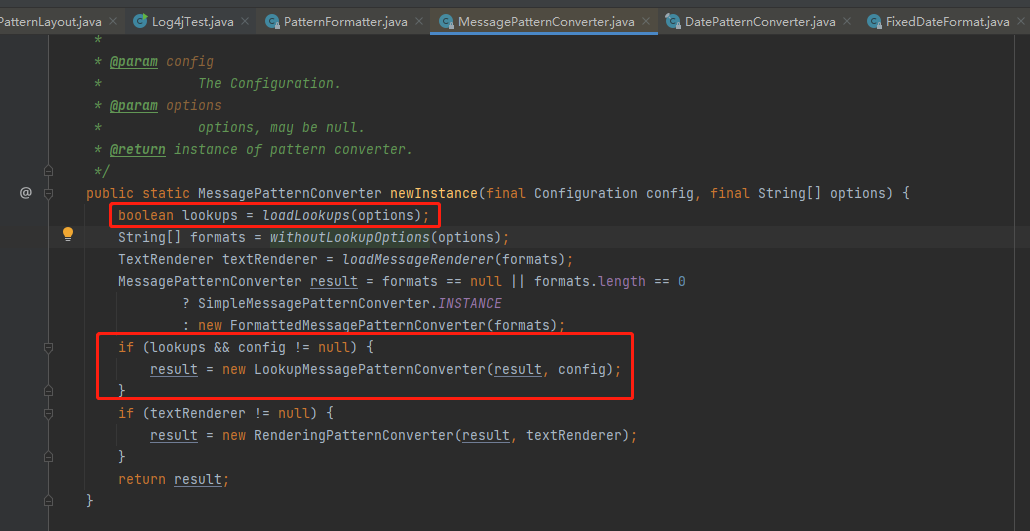 PatternLayout.java × Log4jTest.java × PatternFormatter.java × MessagePatternConverter.java × DatePatternConverter.java × FixedDateFormat.java ×
*
* @param config
* The Configuration.
* @param options
* options, may be null.
* @return instance of pattern converter.
*/
@ public static MessagePatternConverter newInstance(final Configuration config, final String[] options) {
boolean lookups = loadLookups(options);
String[] formats = withoutLookupOptions(options);
TextRenderer textRenderer = loadMessageRenderer(formats);
MessagePatternConverter result = formats == null || formats.length == 0
? SimpleMessagePatternConverter.INSTANCE
: new FormattedMessagePatternConverter(formats);
if (lookups && config != null) {
result = new LookupMessagePatternConverter(result, config);
}
if (textRenderer != null) {
result = new RenderingPatternConverter(result, textRenderer);
}
return result;
}